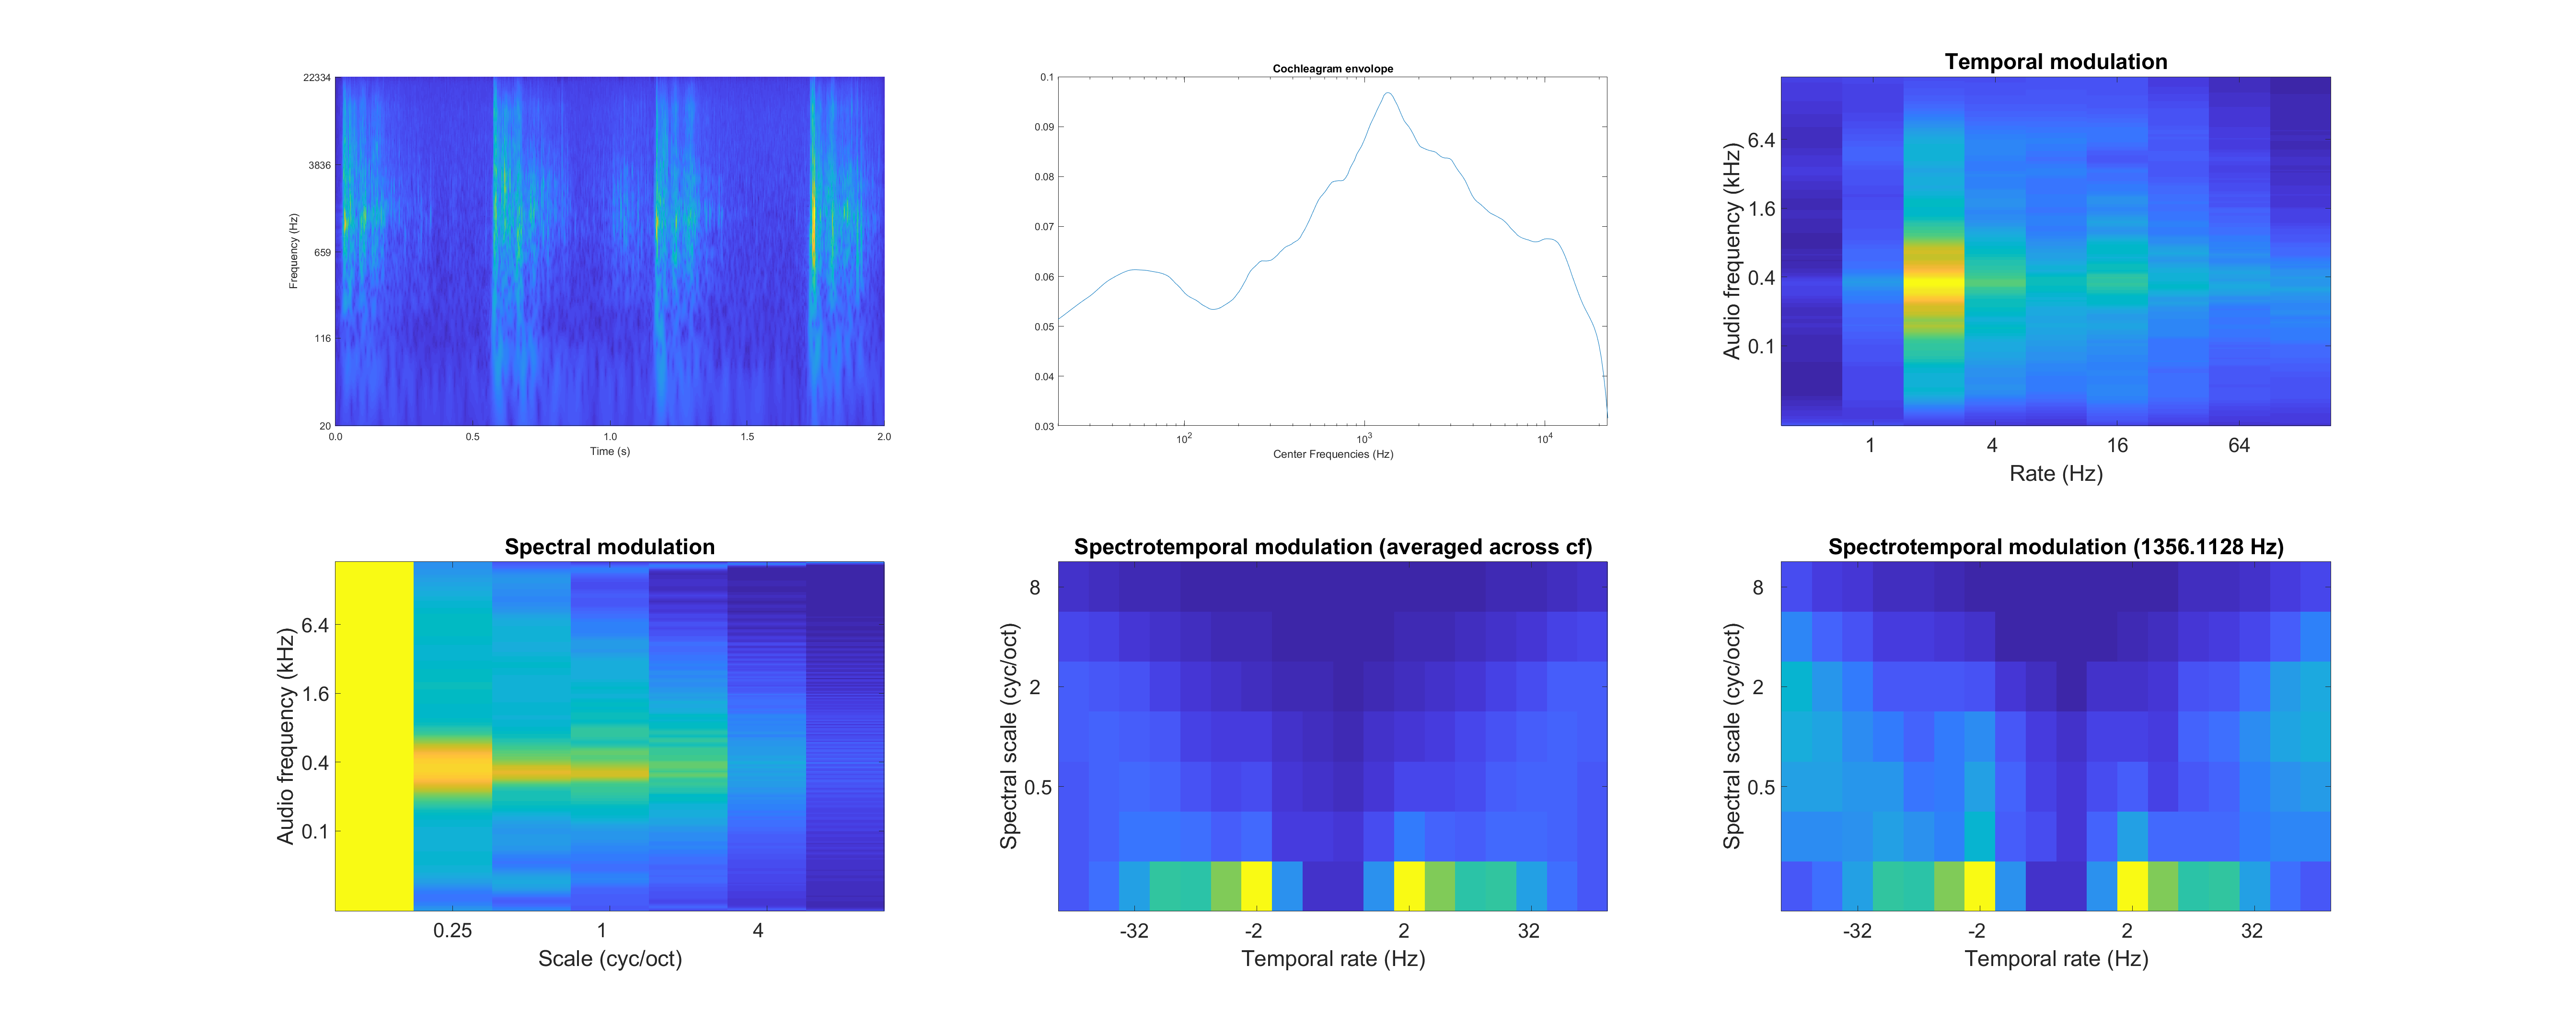 22334
3836
659
116
20
Frequency (Hz)
0.0 0.5 1.0 1.5 2.0
Time (s)
Cochleagram envolope
0.1
0.09
0.08
0.07
0.06
0.05
0.04
0.03
10^2 10^3 10^4
Center Frequencies (Hz)
Temporal modulation
6.4
1.6
0.4
0.1
Audio frequency (kHz)
1 4 16 64
Rate (Hz)
Spectral modulation
6.4
1.6
0.4
0.1
Audio frequency (kHz)
0.25 1 4
Scale (cyc/oct)
Spectrotemporal modulation (averaged across cf)
8
2
0.5
Spectral scale (cyc/oct)
-32 -2 2 32
Temporal rate (Hz)
Spectrotemporal modulation (1356.1128 Hz)
8
2
0.5
Spectral scale (cyc/oct)
-32 -2 2 32
Temporal rate (Hz)